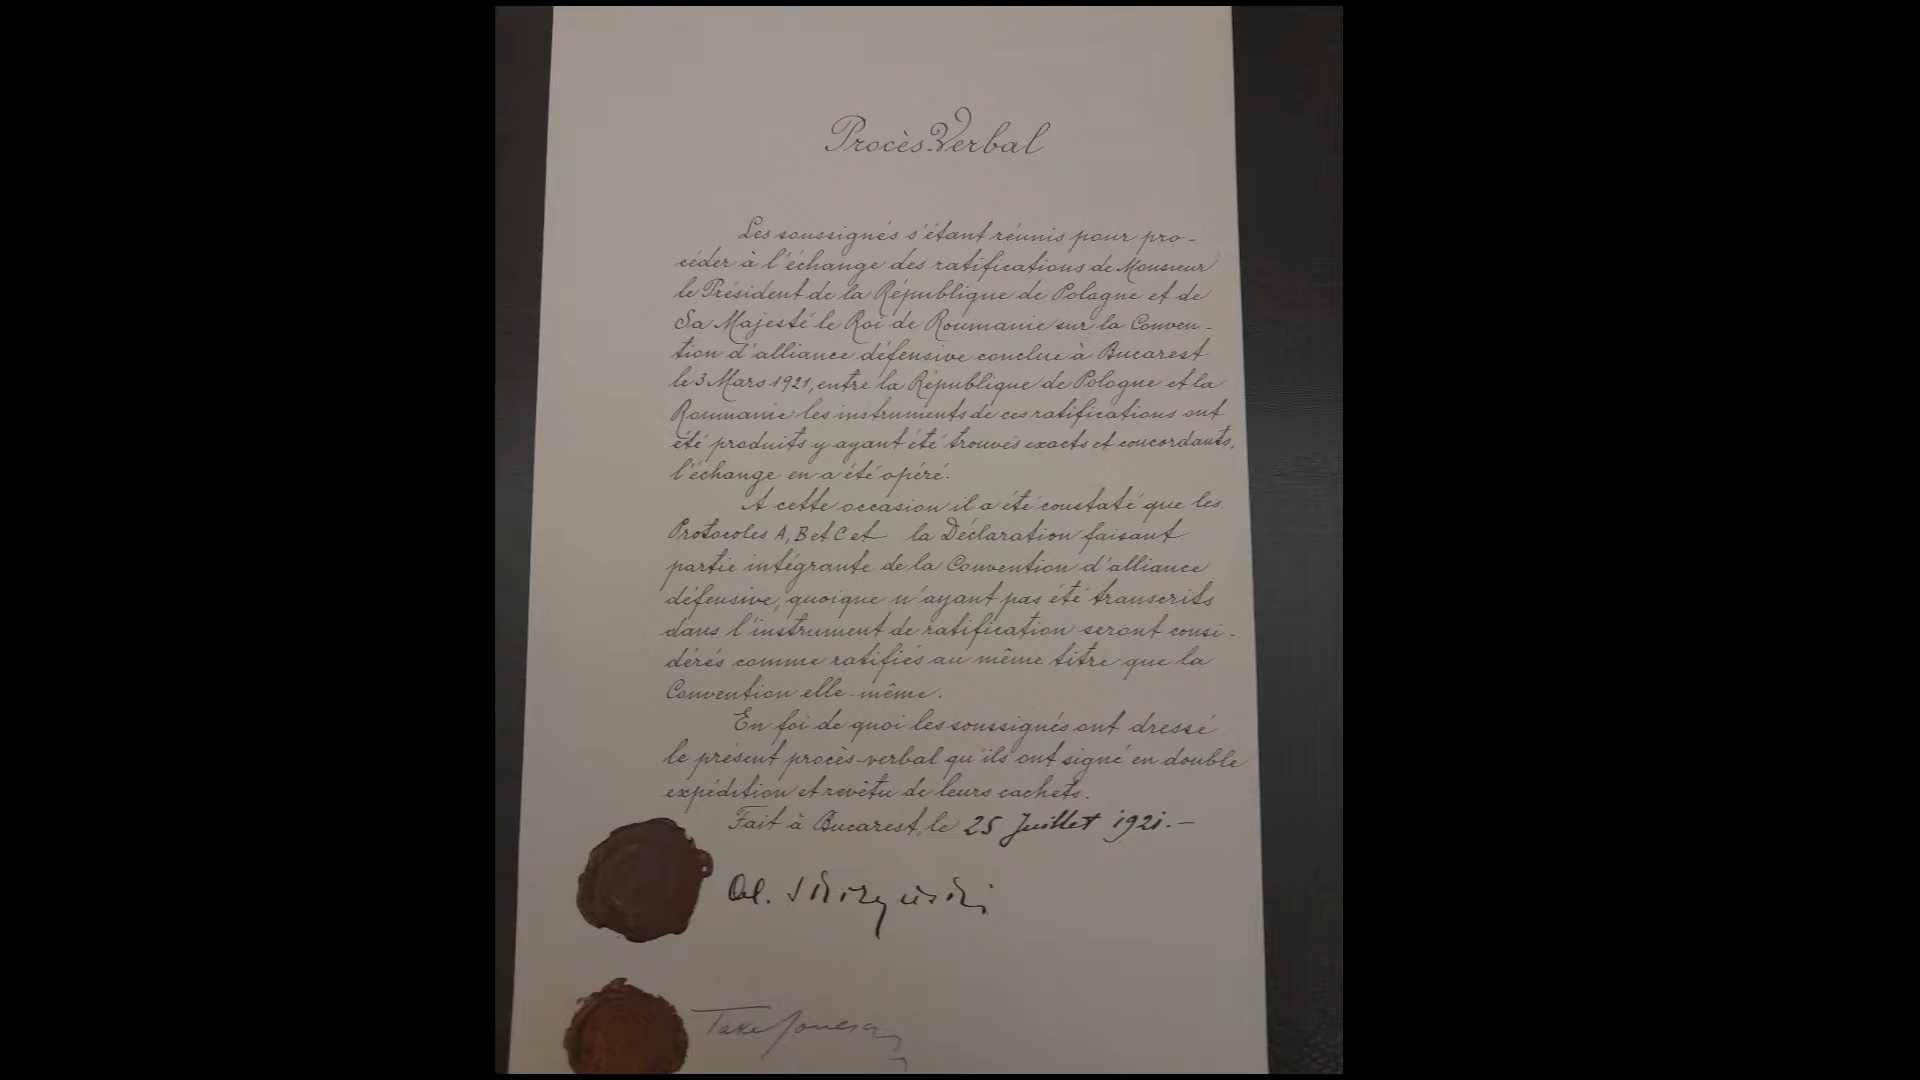 Procès-Verbal
Les soussignés s'étant réunis pour pro-
céder à l'échange des ratifications de Monsieur
le Président de la République de Pologne et de
Sa Majesté le Roi de Roumanie sur la Conven-
tion d'alliance défensive conclue à Bucarest
le 3 Mars 1921, entre la République de Pologne et la
Roumanie les instruments de ces ratifications ont
été produits y ayant été trouvés exacts et concordants,
l'échange en a été opéré.
A cette occasion il a été constaté que les
Protocoles A, B et C et la Déclaration faisant
partie intégrante de la Convention d'alliance
défensive, quoique n'ayant pas été transcrits
dans l'instrument de ratification seront consi-
dérés comme ratifiés au même titre que la
Convention elle-même.
En foi de quoi les soussignés ont dressé
le présent procès-verbal qu'ils ont signé en double
expédition et revêtu de leurs cachets.
Fait à Bucarest, le 25 Juillet 1921.-
Al. Skrzyński
Take Jonescu